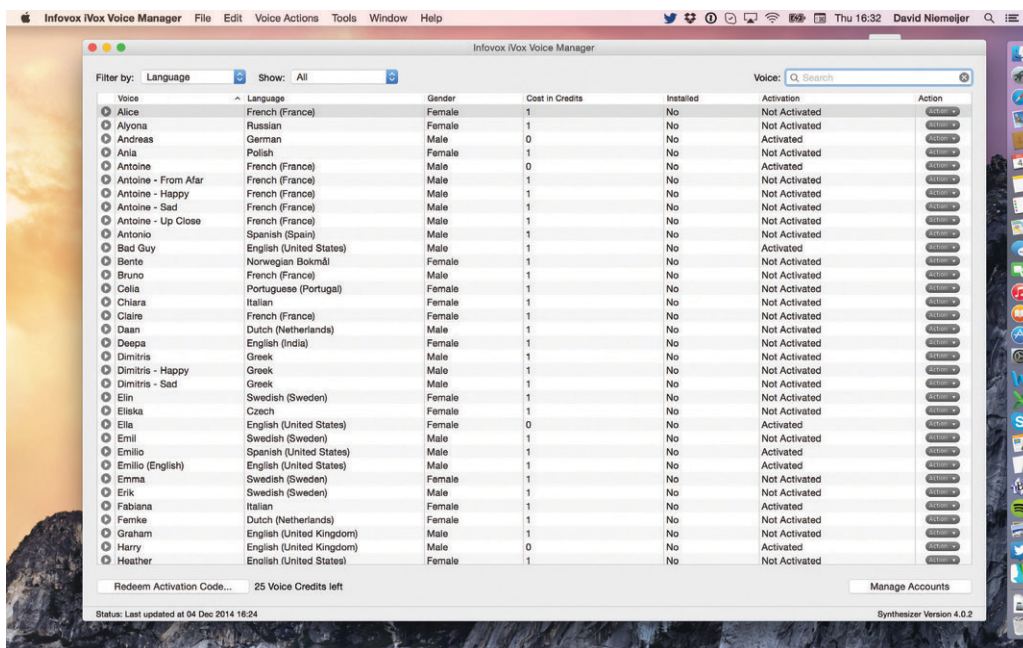 Infovox iVox Voice Manager File Edit Voice Actions Tools Window Help Thu 16:32 David Niemeijer
Infovox iVox Voice Manager
Filter by: Language Show: All Voice: Search
Voice Language Gender Cost in Credits Installed Activation Action
Alice French (France) Female 1 No Not Activated Action
Alyona Russian Female 1 No Not Activated Action
Andreas German Male 0 No Activated Action
Ania Polish Female 1 No Not Activated Action
Antoine French (France) Male 0 No Activated Action
Antoine - From Afar French (France) Male 1 No Not Activated Action
Antoine - Happy French (France) Male 1 No Not Activated Action
Antoine - Sad French (France) Male 1 No Not Activated Action
Antoine - Up Close French (France) Male 1 No Not Activated Action
Antonio Spanish (Spain) Male 1 No Not Activated Action
Bad Guy English (United States) Male 1 No Activated Action
Bente Norwegian Bokmål Female 1 No Not Activated Action
Bruno French (France) Male 1 No Not Activated Action
Celia Portuguese (Portugal) Female 1 No Not Activated Action
Chiara Italian Female 1 No Not Activated Action
Claire French (France) Female 1 No Not Activated Action
Daan Dutch (Netherlands) Male 1 No Not Activated Action
Deepa English (India) Female 1 No Not Activated Action
Dimitris Greek Male 1 No Not Activated Action
Dimitris - Happy Greek Male 1 No Not Activated Action
Dimitris - Sad Greek Male 1 No Not Activated Action
Elin Swedish (Sweden) Female 1 No Not Activated Action
Eliska Czech Female 1 No Not Activated Action
Ella English (United States) Female 0 No Activated Action
Emil Swedish (Sweden) Male 1 No Not Activated Action
Emilio Spanish (United States) Male 1 No Activated Action
Emilio (English) English (United States) Male 1 No Activated Action
Emma Swedish (Sweden) Female 1 No Not Activated Action
Erik Swedish (Sweden) Male 1 No Not Activated Action
Fabiana Italian Female 1 No Activated Action
Femke Dutch (Netherlands) Female 1 No Not Activated Action
Graham English (United Kingdom) Male 1 No Not Activated Action
Harry English (United Kingdom) Male 0 No Activated Action
Heather English (United States) Female 1 No Not Activated Action
Redeem Activation Code... 25 Voice Credits left Manage Accounts
Status: Last updated at 04 Dec 2014 16:24 Synthesizer Version 4.0.2